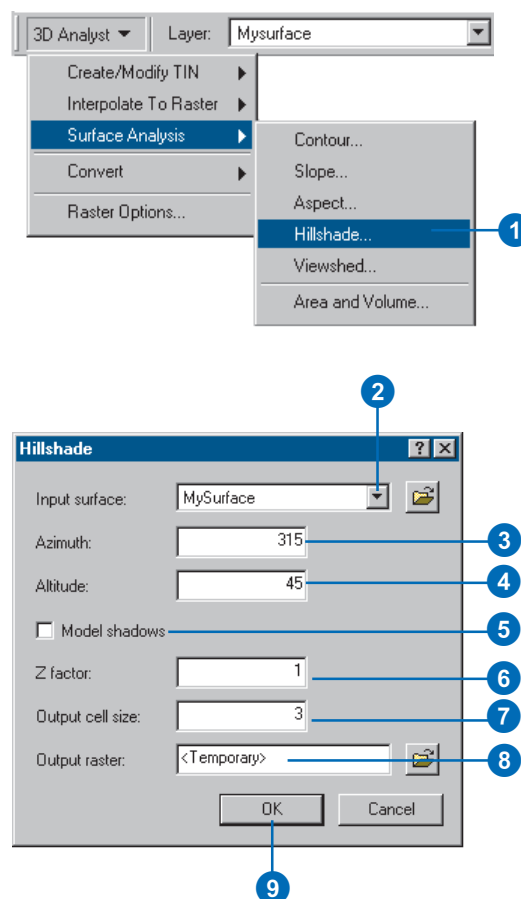 3D Analyst Layer: Mysurface
Create/Modify TIN
Interpolate To Raster
Surface Analysis
Convert
Raster Options...
Contour...
Slope...
Aspect...
Hillshade... 1
Viewshed...
Area and Volume...
2
Hillshade ? X
Input surface: MySurface
Azimuth: 315 3
Altitude: 45 4
Model shadows 5
Z factor: 1 6
Output cell size: 3 7
Output raster: <Temporary> 8
OK Cancel
9